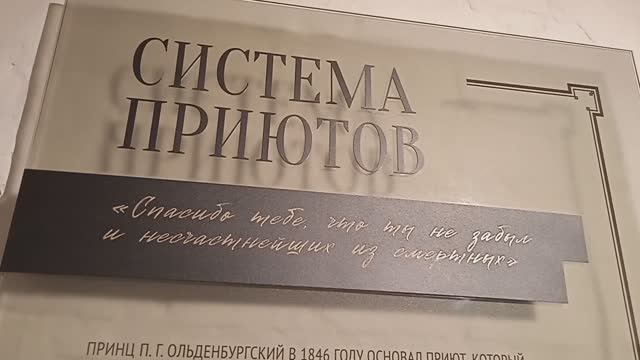 СИСТЕМА
ПРИЮТОВ
«Спасибо тебе, что ты не забыл
и несчастнейших из смертных»
ПРИНЦ П. Г. ОЛЬДЕНБУРГСКИЙ В 1846 ГОДУ ОСНОВАЛ ПРИЮТ, КОТОРЫЙ